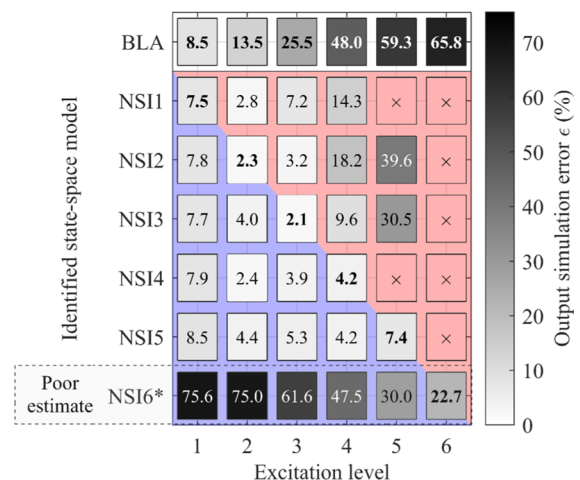 BLA 8.5 13.5 25.5 48.0 59.3 65.8
NSI1 7.5 2.8 7.2 14.3 × ×
NSI2 7.8 2.3 3.2 18.2 39.6 ×
NSI3 7.7 4.0 2.1 9.6 30.5 ×
NSI4 7.9 2.4 3.9 4.2 × ×
NSI5 8.5 4.4 5.3 4.2 7.4 ×
Poor
estimate
NSI6* 75.6 75.0 61.6 47.5 30.0 22.7
1 2 3 4 5 6
Excitation level
Identified state-space model
70
60
50
40
30
20
10
0
Output simulation error ϵ (%)